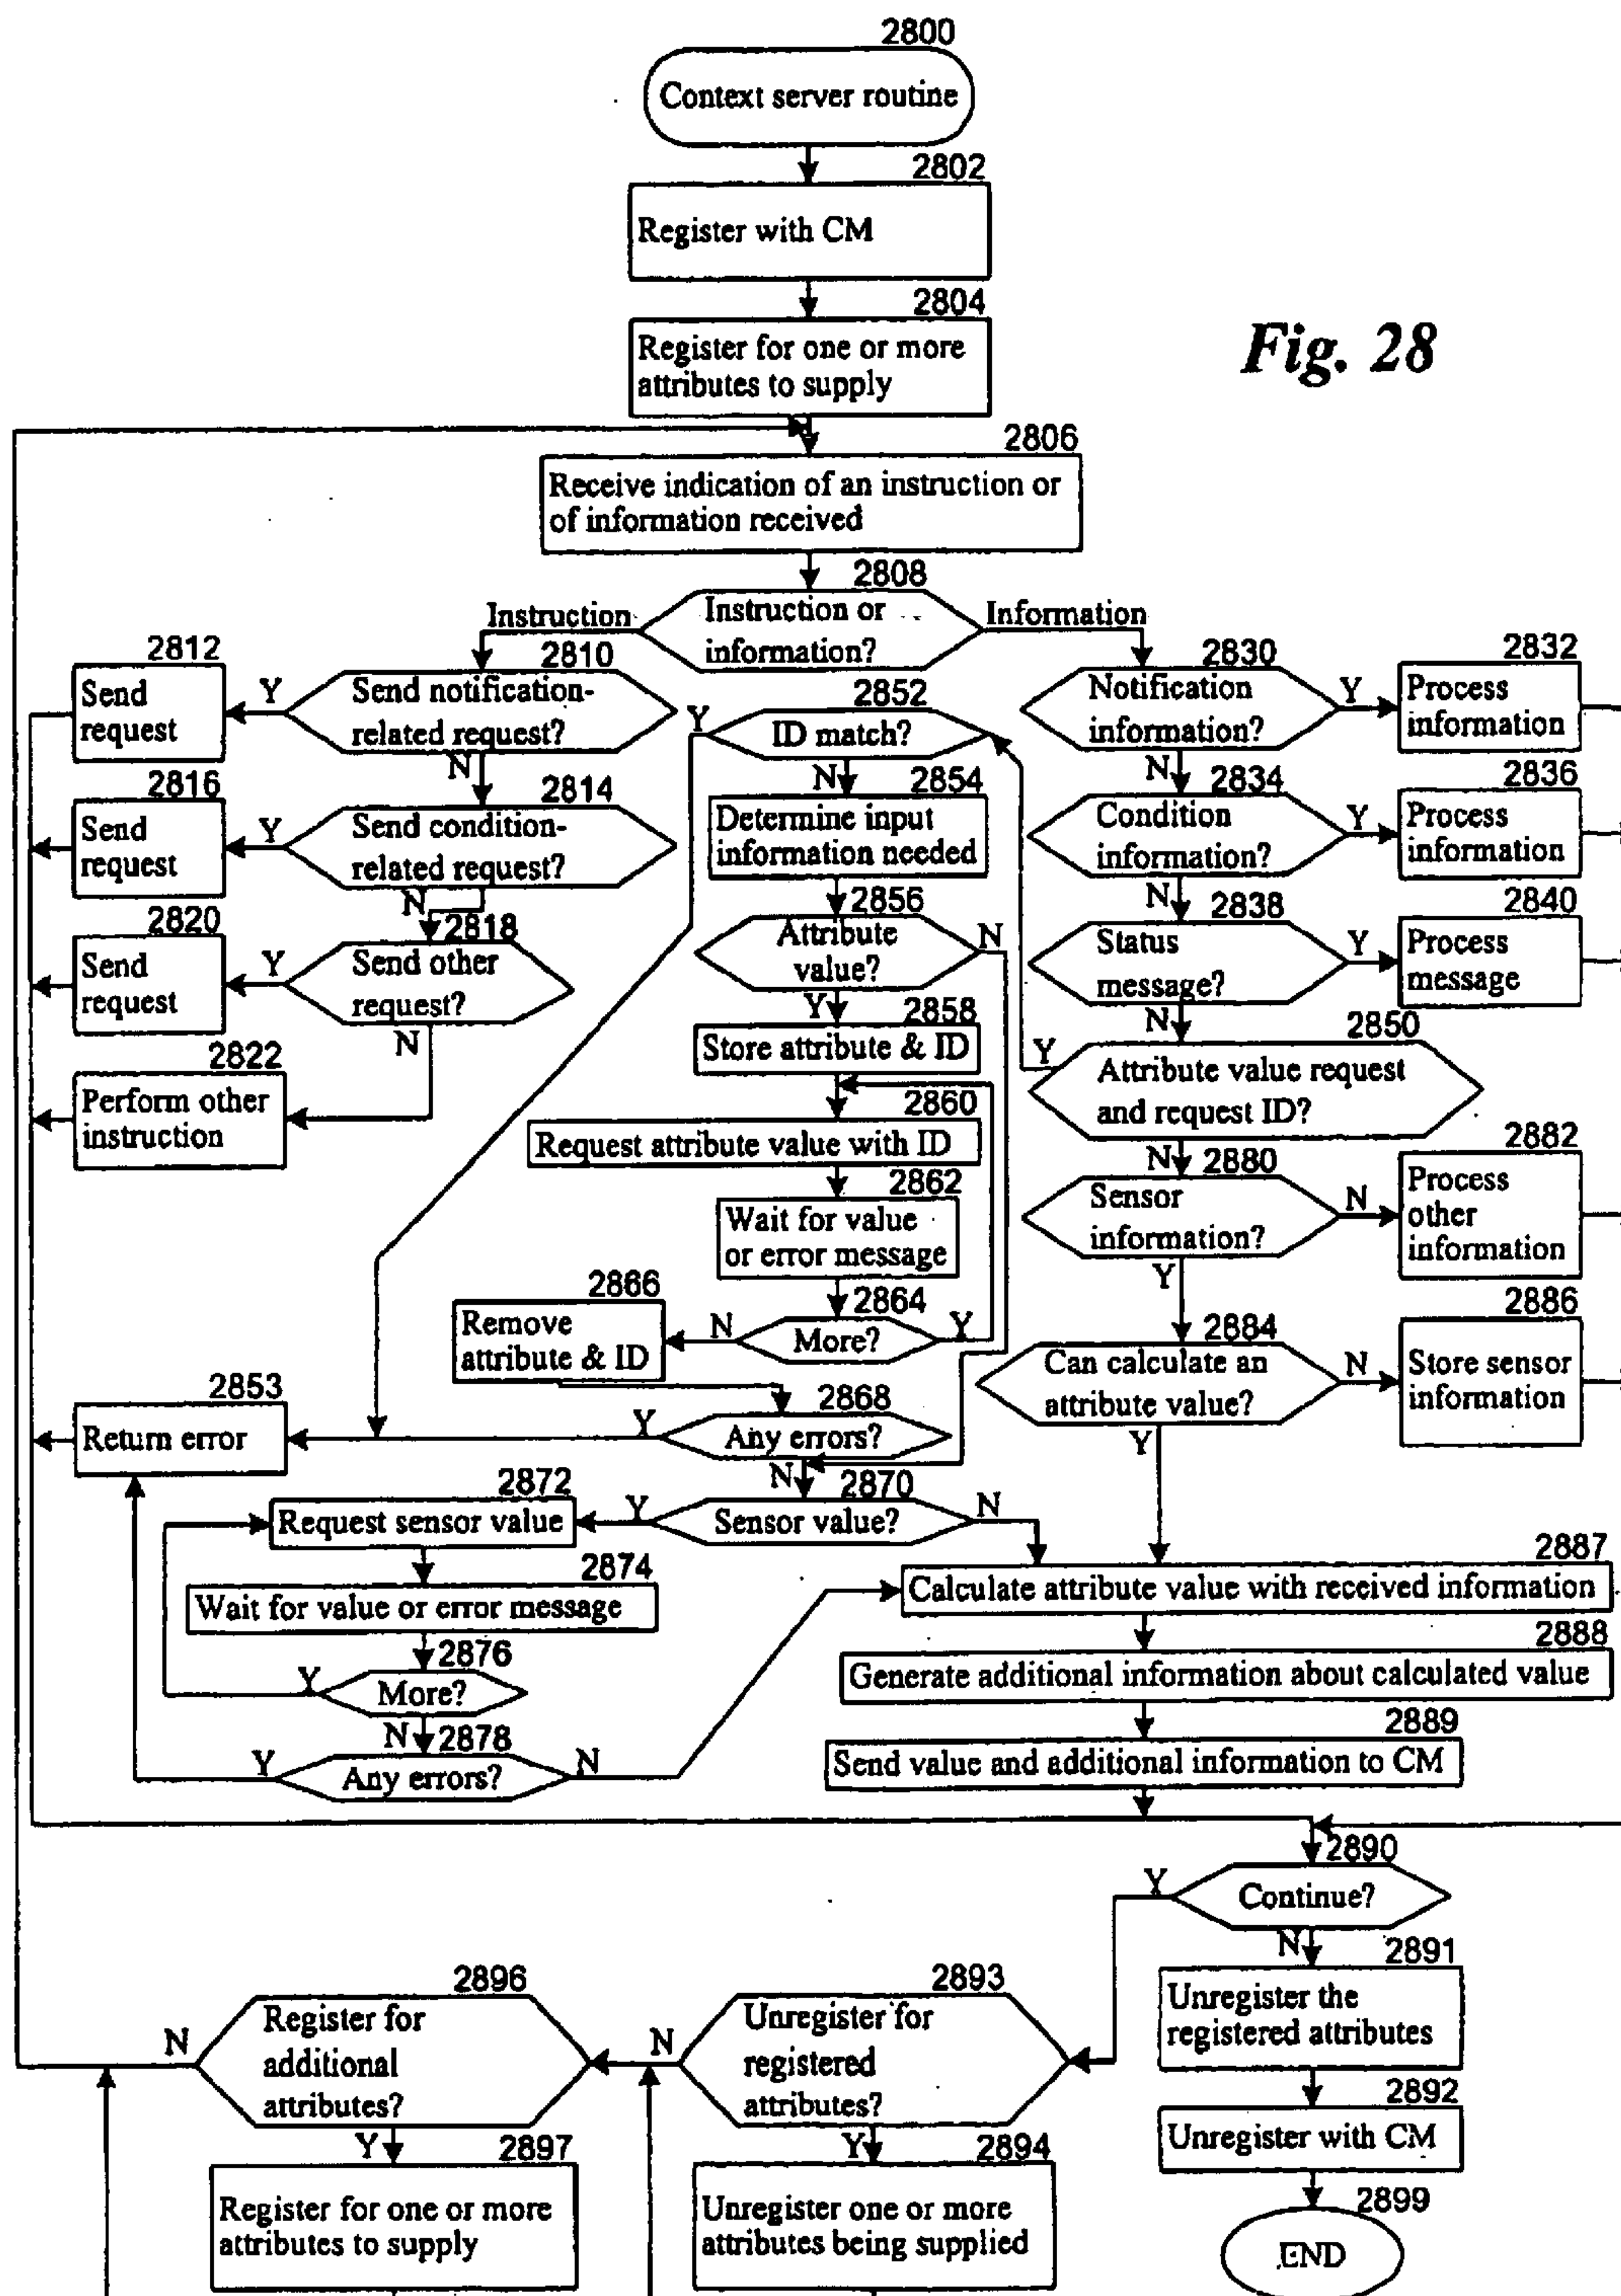 2800
Context server routine
2802
Register with CM
2804
Register for one or more
attributes to supply
Fig. 28
2806
Receive indication of an instruction or
of information received
2808
Instruction or
information?
Instruction
Information
2810
Send notification-
related request?
Y
N
2812
Send
request
2814
Send condition-
related request?
Y
N
2816
Send
request
2818
Send other
request?
Y
N
2820
Send
request
2822
Perform other
instruction
2830
Notification
information?
Y
N
2832
Process
information
2834
Condition
information?
Y
N
2836
Process
information
2838
Status
message?
Y
N
2840
Process
message
2850
Attribute value request
and request ID?
Y
N
2852
ID match?
Y
N
2854
Determine input
information needed
2856
Attribute
value?
N
Y
2858
Store attribute & ID
2860
Request attribute value with ID
2862
Wait for value
or error message
2864
More?
Y
N
2866
Remove
attribute & ID
2868
Any errors?
Y
N
2853
Return error
2870
Sensor value?
Y
N
2872
Request sensor value
2874
Wait for value or error message
2876
More?
Y
N
2878
Any errors?
Y
N
2880
Sensor
information?
N
Y
2882
Process
other
information
2884
Can calculate an
attribute value?
N
Y
2886
Store sensor
information
2887
Calculate attribute value with received information
2888
Generate additional information about calculated value
2889
Send value and additional information to CM
2890
Continue?
Y
N
2891
Unregister the
registered attributes
2892
Unregister with CM
2899
END
2893
Unregister for
registered
attributes?
N
Y
2894
Unregister one or more
attributes being supplied
2896
Register for
additional
attributes?
N
Y
2897
Register for one or more
attributes to supply